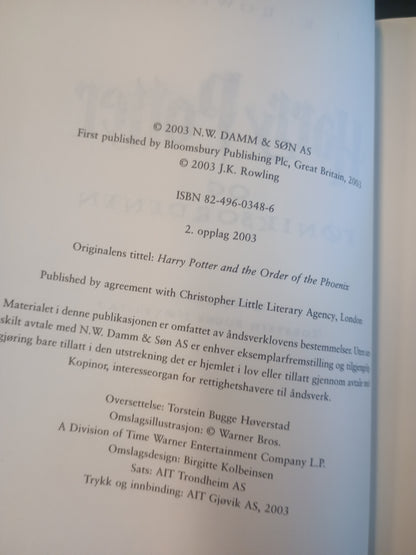 © 2003 N.W. DAMM & SØN AS
First published by Bloomsbury Publishing Plc, Great Britain, 2003
© 2003 J.K. Rowling
ISBN 82-496-0348-6
2. opplag 2003
Originalens tittel: Harry Potter and the Order of the Phoenix
Published by agreement with Christopher Little Literary Agency, London
Materialet i denne publikasjonen er omfattet av åndsverklovens bestemmelser. Uten
skilt avtale med N.W. Damm & Søn AS er enhver eksemplarfremstilling og
gjøring bare tillatt i den utstrekning det er hjemlet i lov eller tillatt gjennom avtale med
Kopinor, interesseorgan for rettighetshavere til åndsverk.
Oversettelse: Torstein Bugge Høverstad
Omslagsillustrasjon: © Warner Bros.
A Division of Time Warner Entertainment Company L.P.
Omslagsdesign: Birgitte Kolbeinsen
Sats: AIT Trondheim AS
Trykk og innbinding: AIT Gjøvik AS, 2003